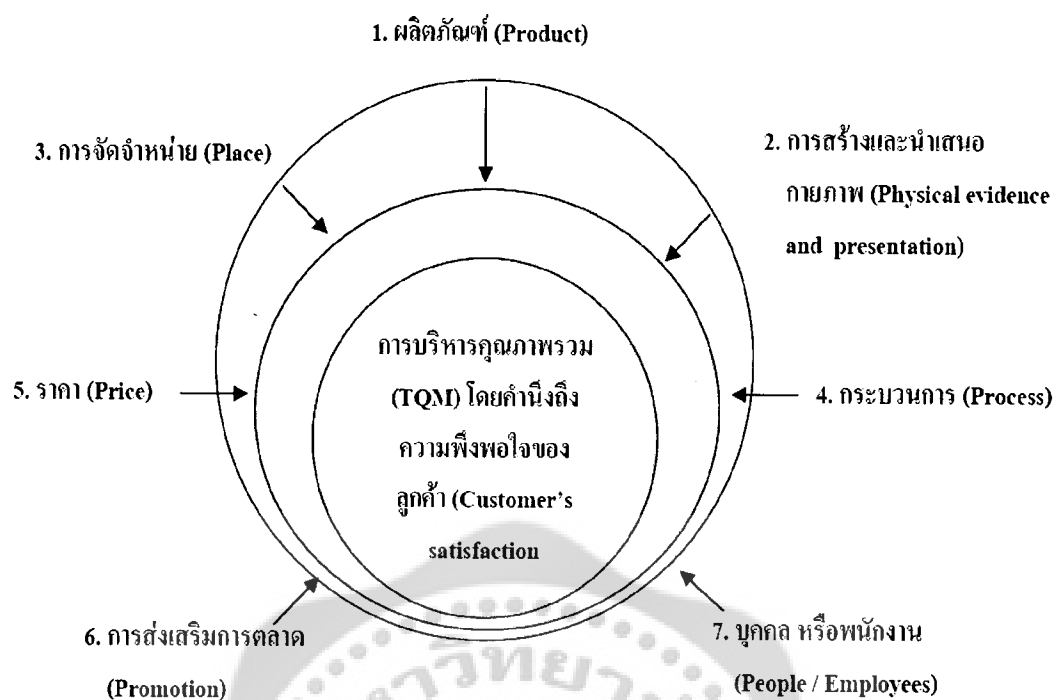 1. ผลิตภัณฑ์ (Product)
3. การจัดจำหน่าย (Place)
2. การสร้างและนำเสนอ
กายภาพ (Physical evidence
and presentation)
การบริหารคุณภาพรวม
(TQM) โดยคำนึงถึง
ความพึงพอใจของ
ลูกค้า (Customer's
satisfaction
5. ราคา (Price)
4. กระบวนการ (Process)
6. การส่งเสริมการตลาด
(Promotion)
7. บุคคล หรือพนักงาน
(People / Employees)